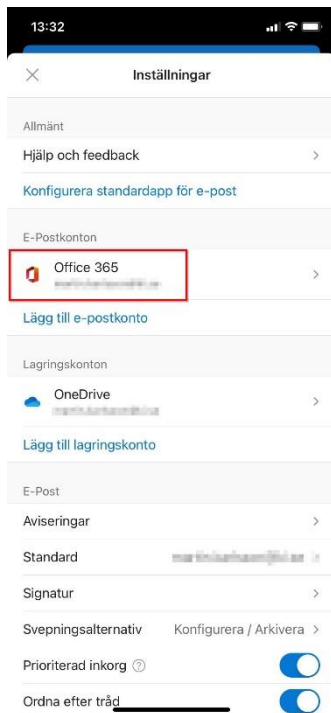 13:32
Inställningar
Allmänt
Hjälp och feedback
Konfigurera standardapp för e-post
E-Postkonton
Office 365
Lägg till e-postkonto
Lagringskonton
OneDrive
Lägg till lagringskonto
E-Post
Aviseringar
Standard
Signatur
Svepningsalternativ Konfigurera / Arkivera
Prioriterad inkorg
Ordna efter tråd